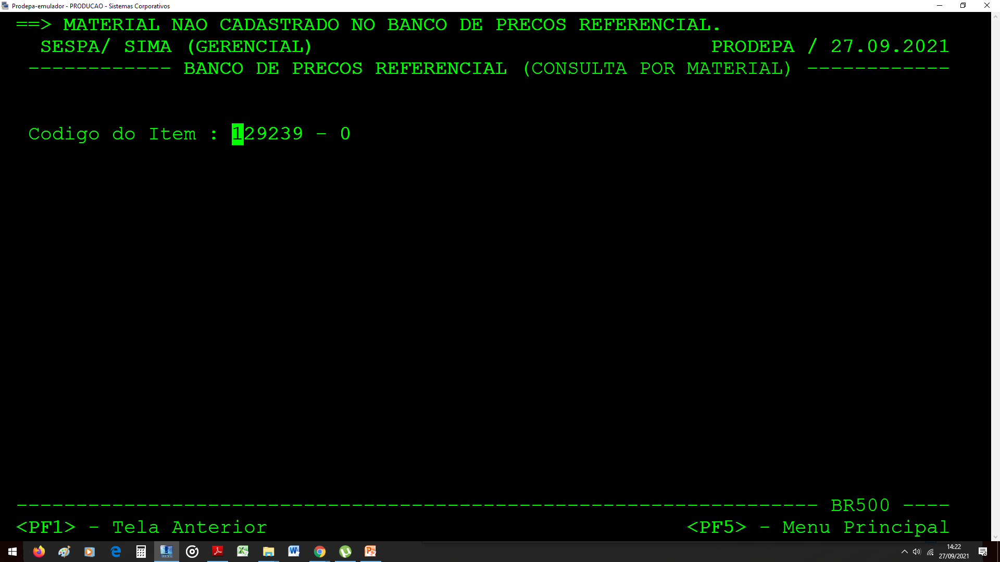 Prodepa-emulador - PRODUCAO - Sistemas Corporativos
==> MATERIAL NAO CADASTRADO NO BANCO DE PRECOS REFERENCIAL.
SESPA/ SIMA (GERENCIAL) PRODEPA / 27.09.2021
------------ BANCO DE PRECOS REFERENCIAL (CONSULTA POR MATERIAL) ------------
Codigo do Item : 129239 - 0
------------------------------------------------------------------- BR500 ----
<PF1> - Tela Anterior <PF5> - Menu Principal
14:22
27/09/2021